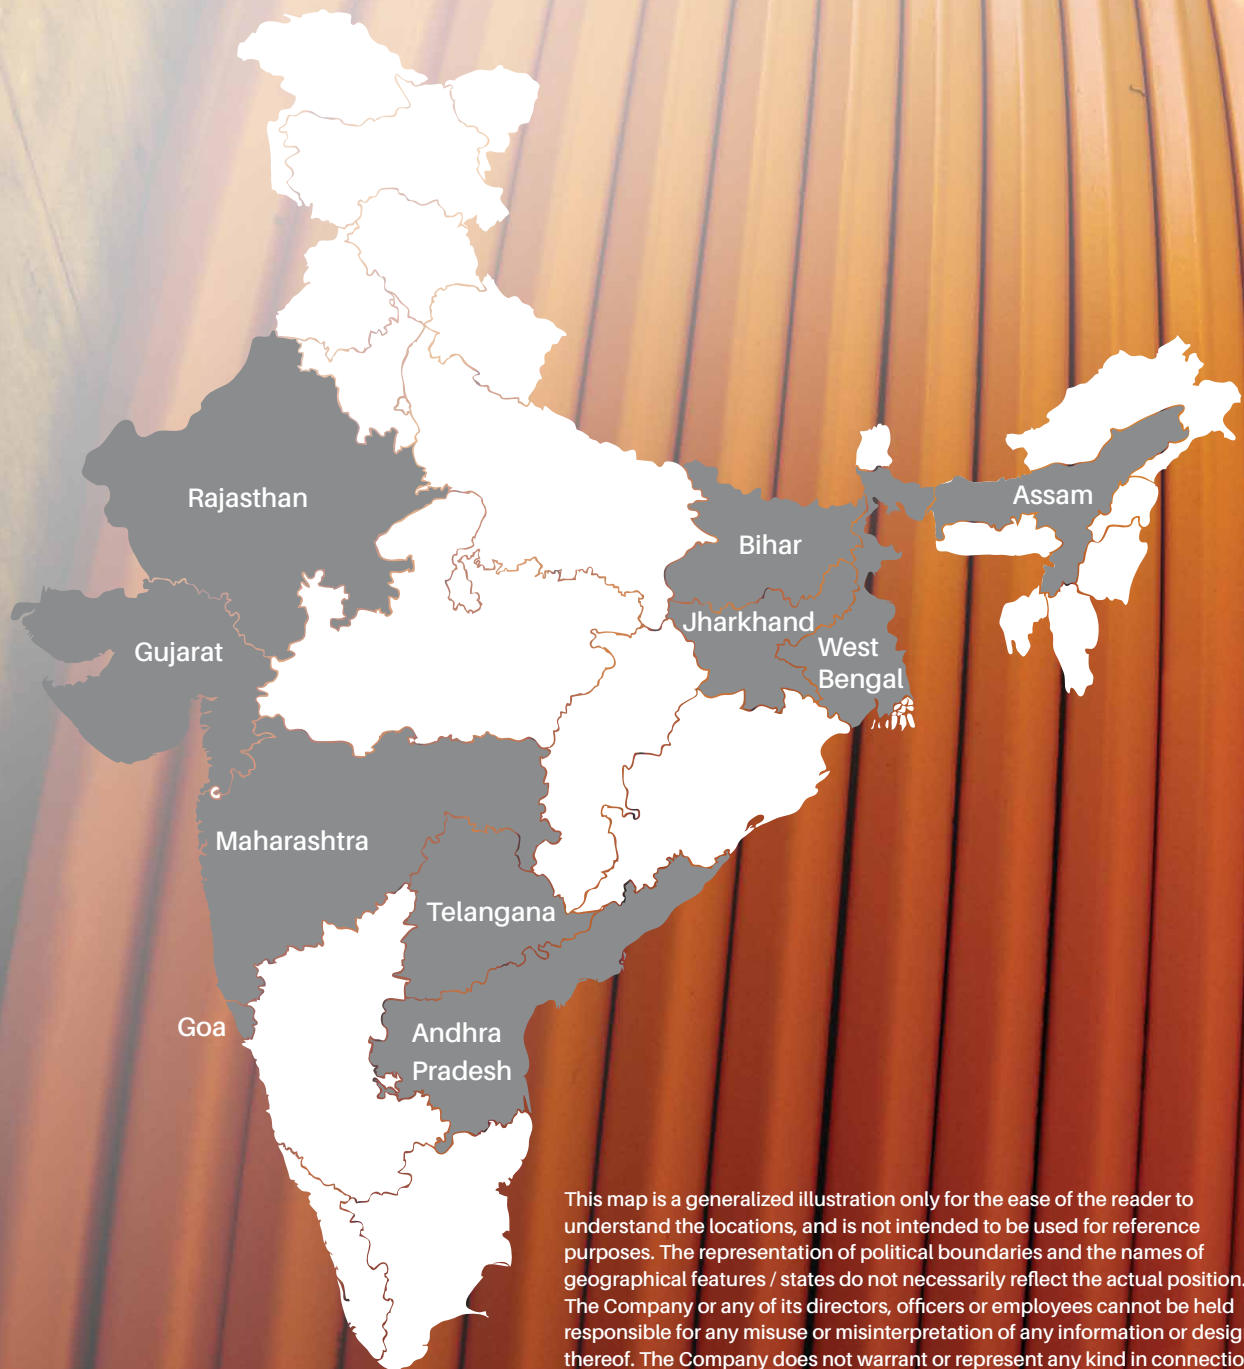 Rajasthan
Assam
Bihar
Jharkhand
Gujarat
West
Bengal
Maharashtra
Telangana
Goa
Andhra
Pradesh
This map is a generalized illustration only for the ease of the reader to
understand the locations, and is not intended to be used for reference
purposes. The representation of political boundaries and the names of
geographical features / states do not necessarily reflect the actual position.
The Company or any of its directors, officers or employees cannot be held
responsible for any misuse or misinterpretation of any information or desig
thereof. The Company does not warrant or represent any kind in connectio